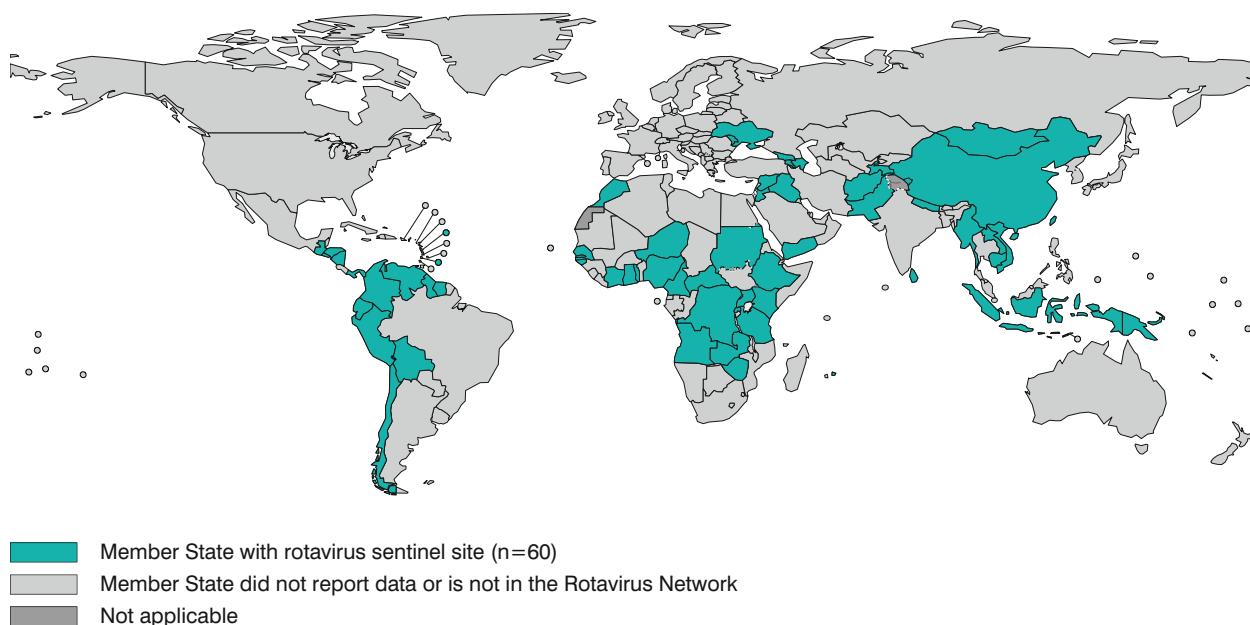 Member State with rotavirus sentinel site (n=60)
Member State did not report data or is not in the Rotavirus Network
Not applicable